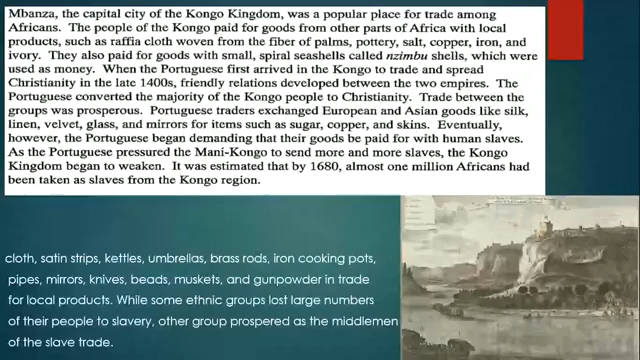 Mbanza, the capital city of the Kongo Kingdom, was a popular place for trade among
Africans. The people of Kongo paid for goods from other parts of Africa with local
products, such as raffia cloth woven from the fiber of palms, pottery, salt, copper, iron, and
ivory. They also paid for goods with small, spiral seashells called nzimbu shells, which were
used as money. When the Portuguese first arrived in the Kongo to trade and spread
Christianity in the late 1400s, friendly relations developed between the two empires. The
Portuguese converted the majority of the Kongo people to Christianity. Trade between the
groups was prosperous. Portuguese traders exchanged European and Asian goods like silk,
linen, velvet, glass, and mirrors for items such as sugar, copper, and skins. Eventually,
however, the Portuguese began demanding that their goods be paid for with human slaves.
As the Portuguese pressured the Mani-Kongo to send more and more slaves, the Kongo
Kingdom began to weaken. It was estimated that by 1680, almost one million Africans had
been taken as slaves from the Kongo region.
cloth, satin strips, kettles, umbrellas, brass rods, iron cooking pots,
pipes, mirrors, knives, beads, muskets, and gunpowder in trade
for local products. While some ethnic groups lost large numbers
of their people to slavery, other group prospered as the middlemen
of the slave trade.